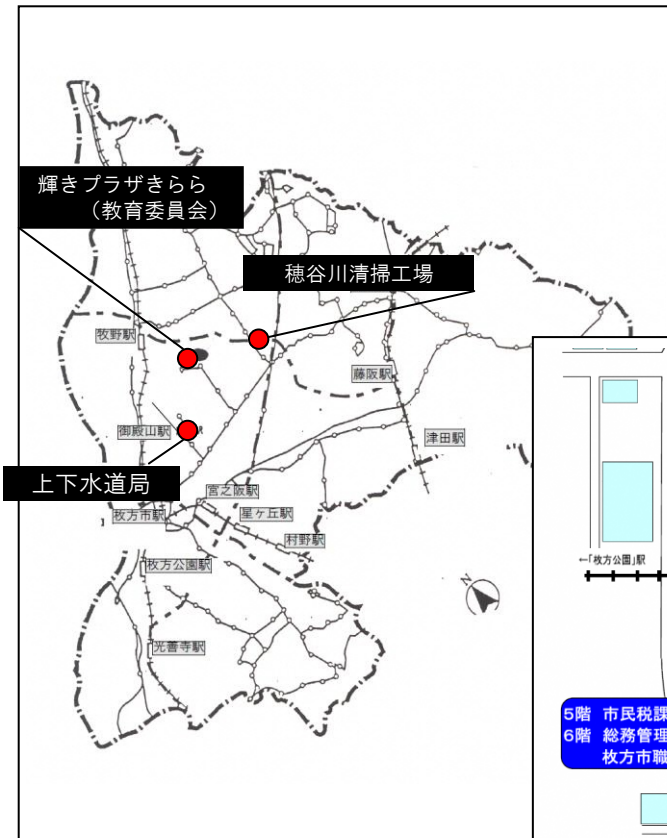 輝きプラザきらら
（教育委員会）
穂谷川清掃工場
牧野駅
藤阪駅
御殿山駅
津田駅
上下水道局
宮之阪駅
枚方市駅
星ヶ丘駅
村野駅
枚方公園駅
光善寺駅
N
←「枚方公園」駅
5階 市民税課
6階 総務管理
枚方市職